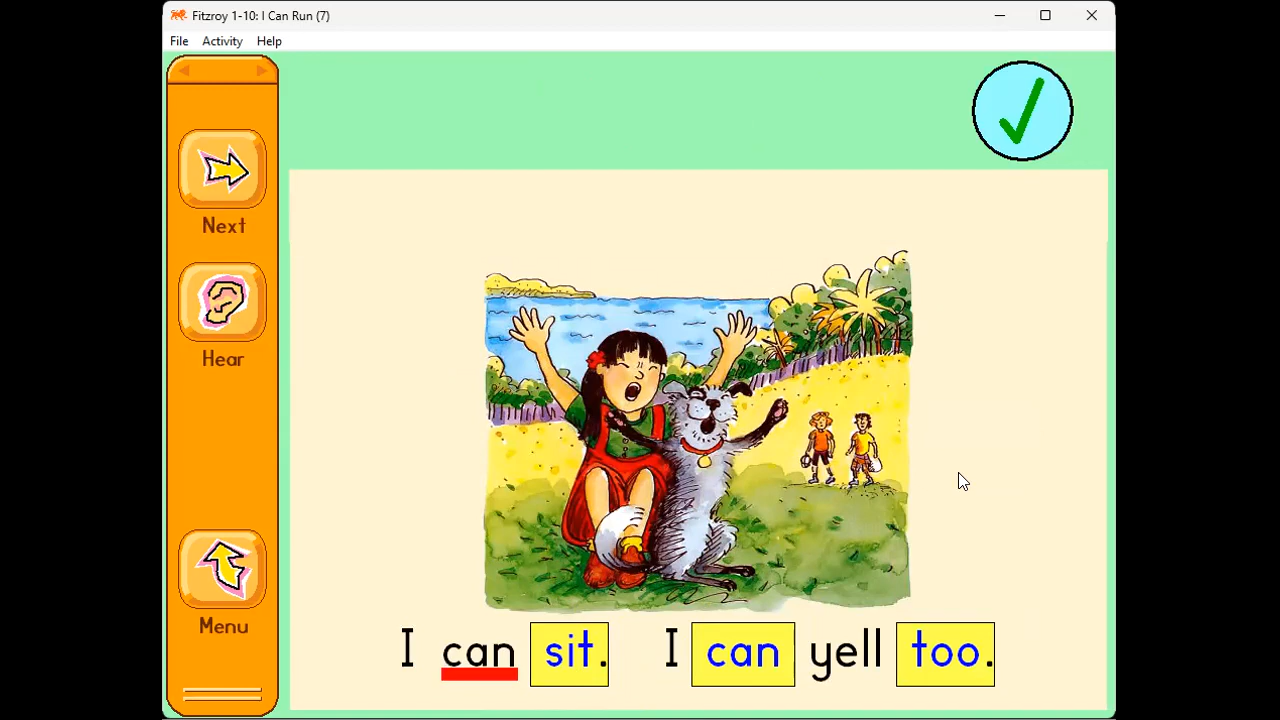 Fitzroy 1-10: I Can Run (7)
File Activity Help
Next
Hear
Menu
I can sit. I can yell too.